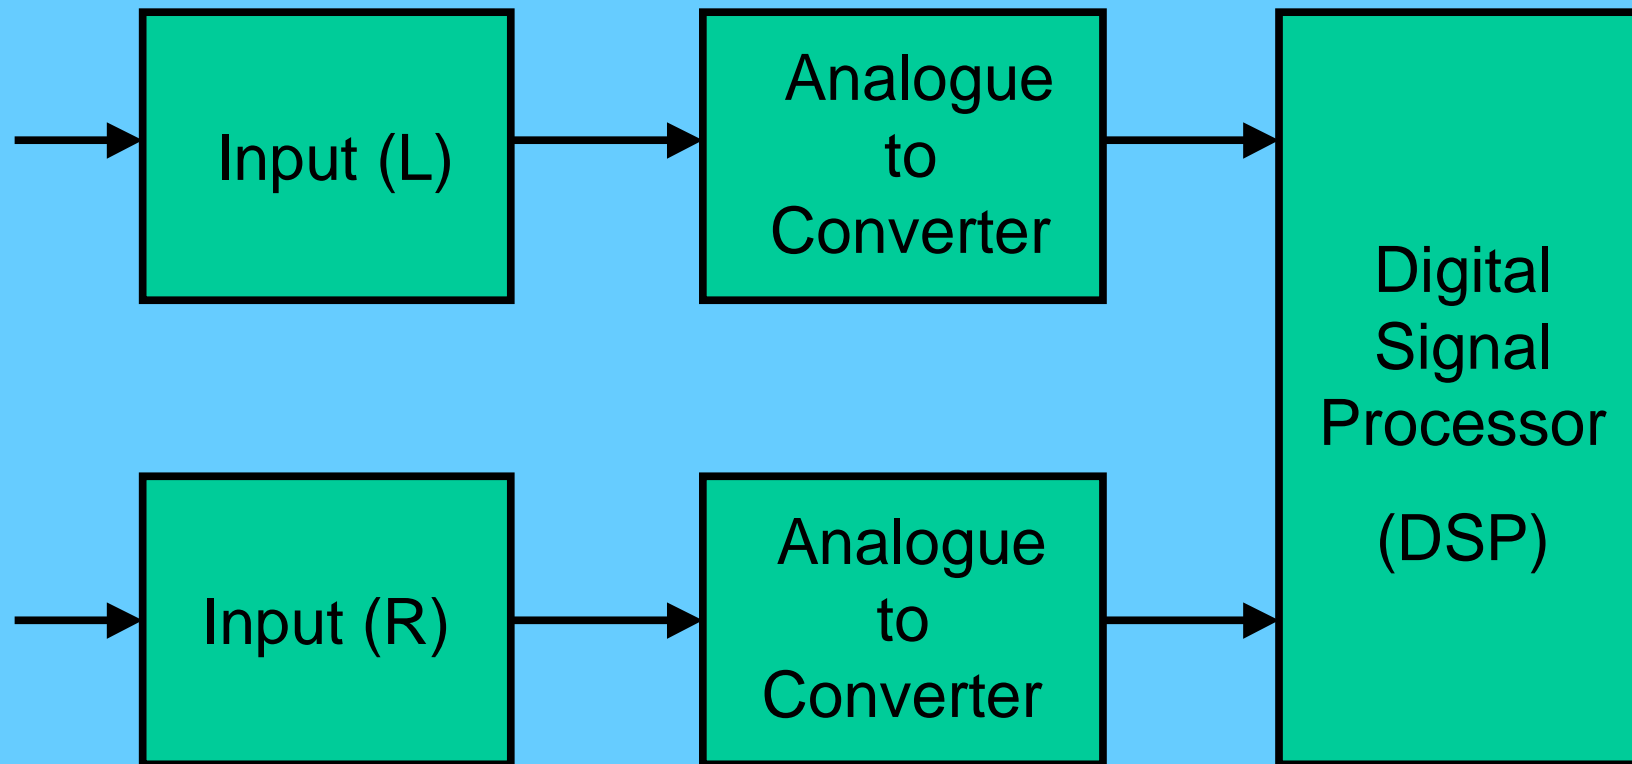 Input (L)
Analogue
to
Converter
Digital
Signal
Processor
(DSP)
Input (R)
Analogue
to
Converter